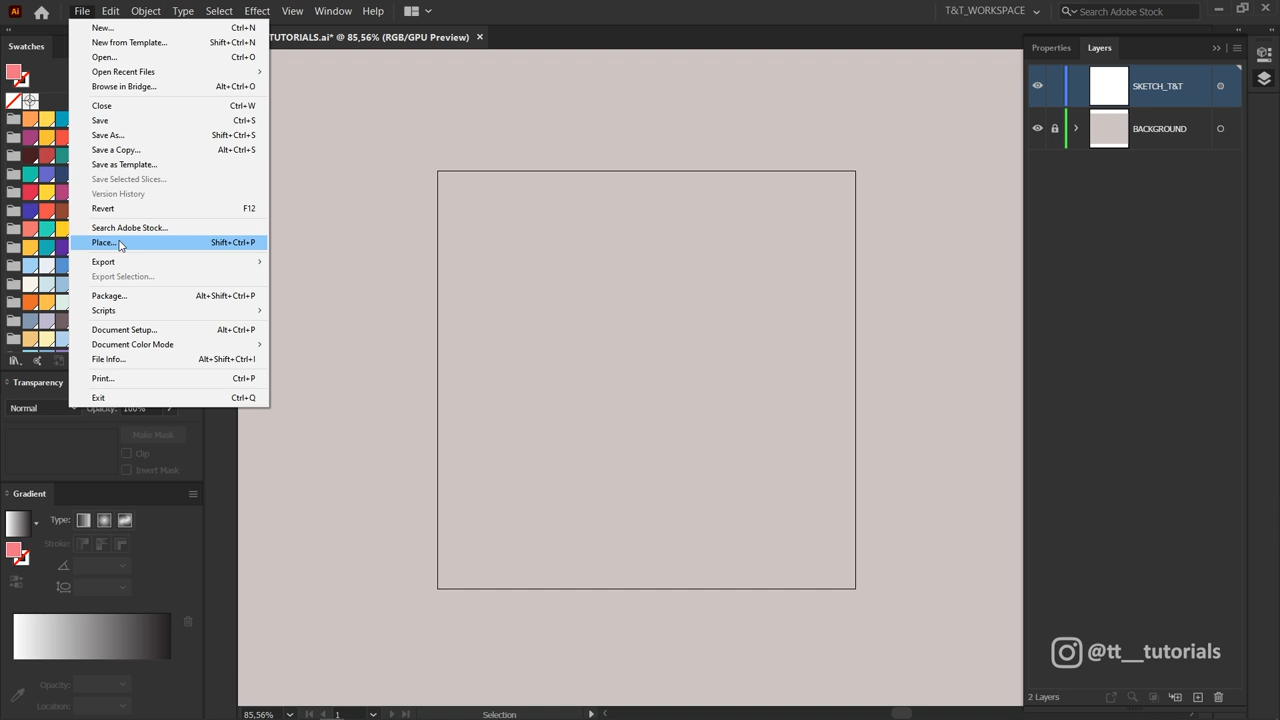 Ai File Edit Object Type Select Effect View Window Help T&T_WORKSPACE Search Adobe Stock
TUTORIALS.ai* @ 85,56% (RGB/GPU Preview)
Swatches
New... Ctrl+N
New from Template... Shift+Ctrl+N
Open... Ctrl+O
Open Recent Files
Browse in Bridge... Alt+Ctrl+O
Close Ctrl+W
Save Ctrl+S
Save As... Shift+Ctrl+S
Save a Copy... Alt+Ctrl+S
Save as Template...
Save Selected Slices...
Version History
Revert F12
Search Adobe Stock...
Place... Shift+Ctrl+P
Export
Export Selection...
Package... Alt+Shift+Ctrl+P
Scripts
Document Setup... Alt+Ctrl+P
Document Color Mode
File Info... Alt+Shift+Ctrl+I
Print... Ctrl+P
Exit Ctrl+Q
Transparency
Normal Opacity: 100%
Make Mask
Clip
Invert Mask
Gradient
Type:
Stroke:
Opacity:
Location:
Properties Layers
SKETCH_T&T
BACKGROUND
@tt__tutorials
2 Layers
85,56% 1 Selection